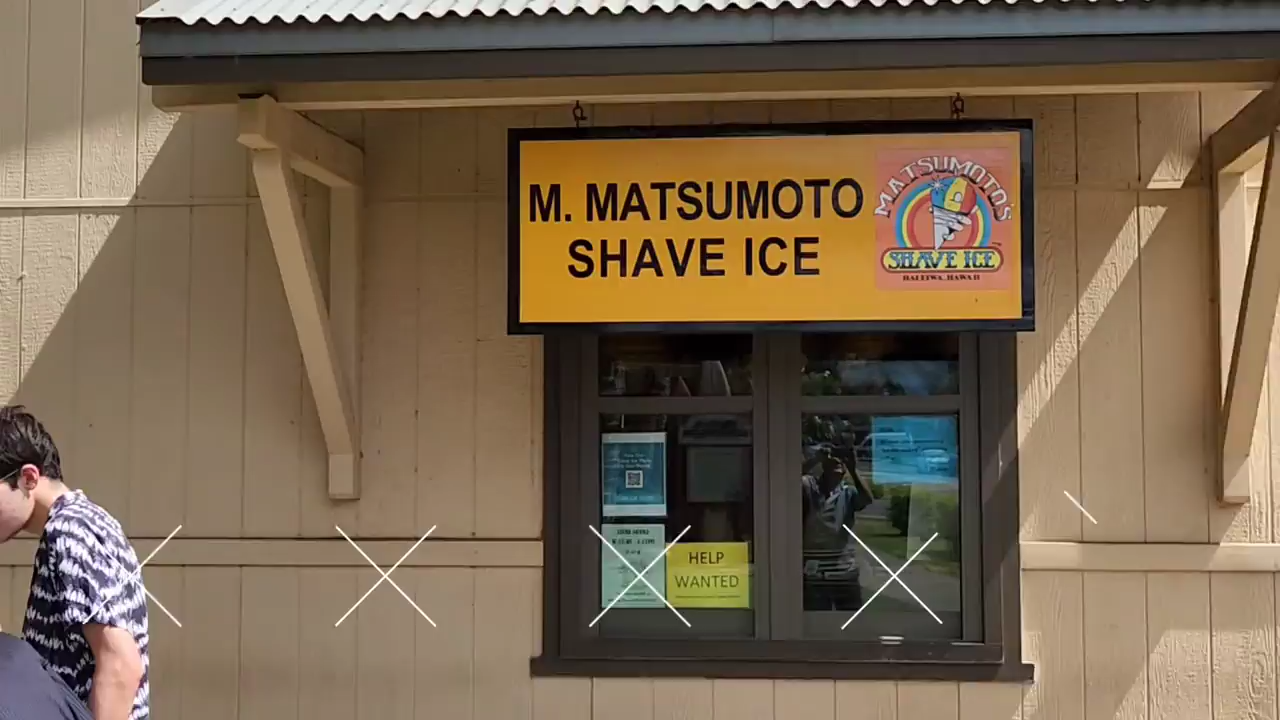 M. MATSUMOTO
SHAVE ICE
MATSUMOTO'S
SHAVE ICE
HALEIWA, HAWAII
HELP
WANTED